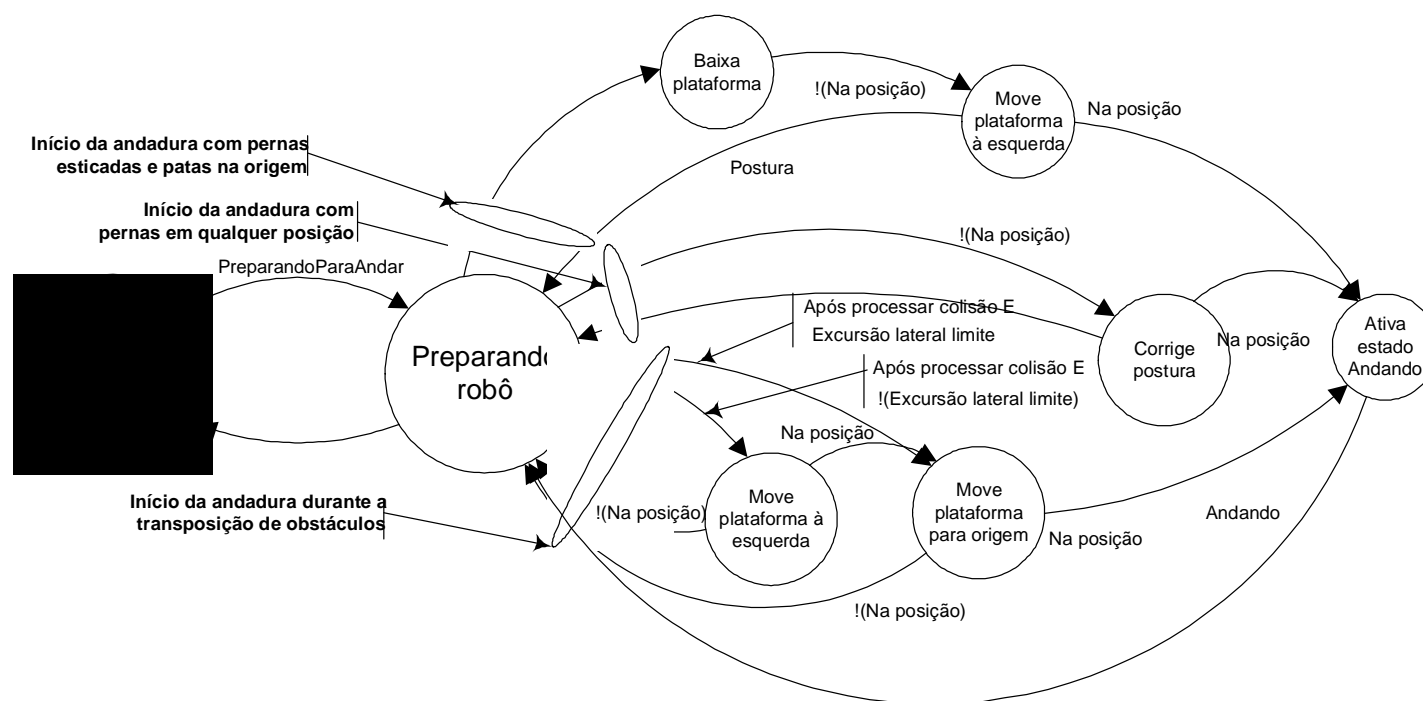 Baixa
plataforma
!(Na posição)
Move
plataforma
à esquerda
Na posição
Início da andadura com pernas
esticadas e patas na origem
Postura
Início da andadura com
pernas em qualquer posição
!(Na posição)
PreparandoParaAndar
Após processar colisão E
Excursão lateral limite
Preparando
robô
Corrige
postura
Na posição
Ativa
estado
Andando
Após processar colisão E
!(Excursão lateral limite)
Na posição
Início da andadura durante a
transposição de obstáculos
!(Na posição)
Move
plataforma à
esquerda
Move
plataforma
para origem
Na posição
Andando
!(Na posição)